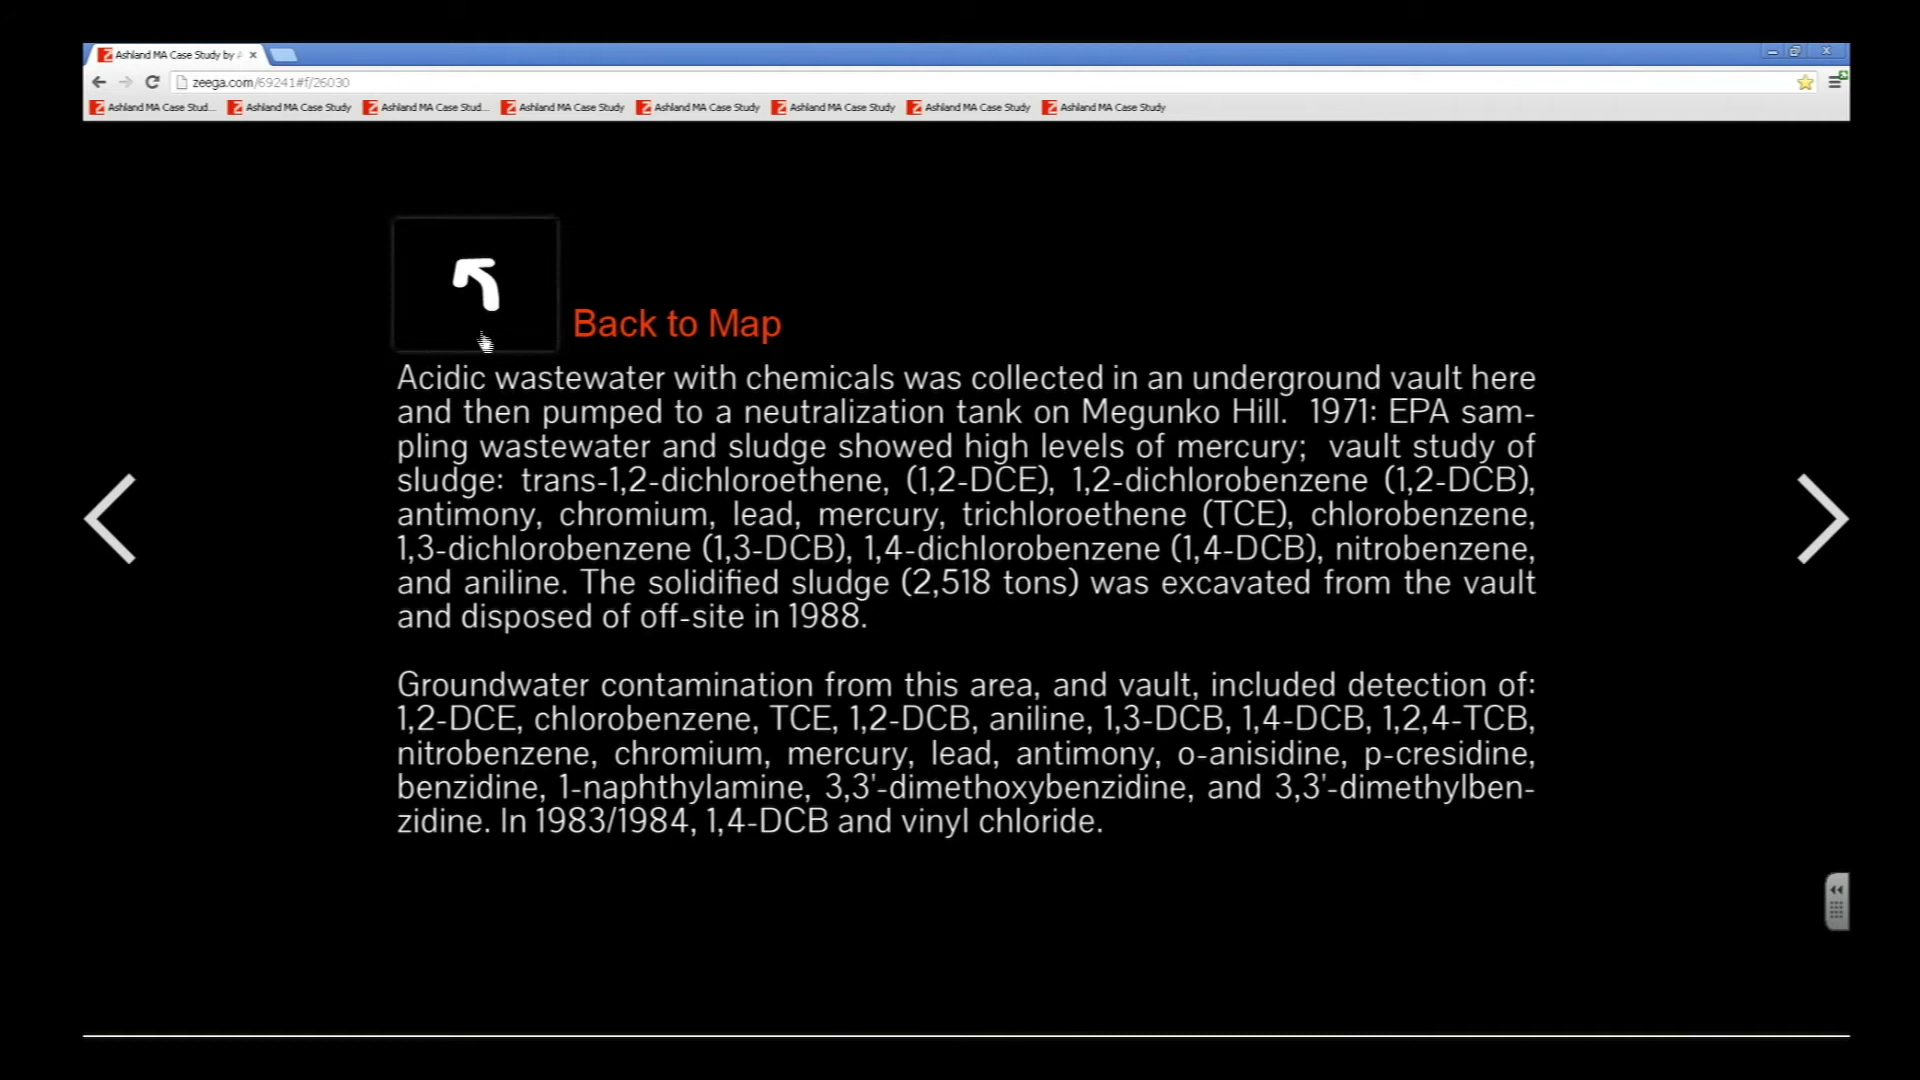 Ashland MA Case Study by A
zeega.com/69241#f/26030
Ashland MA Case Stud... Ashland MA Case Study Ashland MA Case Stud... Ashland MA Case Study Ashland MA Case Study Ashland MA Case Study Ashland MA Case Study Ashland MA Case Study
Back to Map
Acidic wastewater with chemicals was collected in an underground vault here
and then pumped to a neutralization tank on Megunko Hill. 1971: EPA sam-
pling wastewater and sludge showed high levels of mercury; vault study of
sludge: trans-1,2-dichloroethene, (1,2-DCE), 1,2-dichlorobenzene (1,2-DCB),
antimony, chromium, lead, mercury, trichloroethene (TCE), chlorobenzene,
1,3-dichlorobenzene (1,3-DCB), 1,4-dichlorobenzene (1,4-DCB), nitrobenzene,
and aniline. The solidified sludge (2,518 tons) was excavated from the vault
and disposed of off-site in 1988.
Groundwater contamination from this area, and vault, included detection of:
1,2-DCE, chlorobenzene, TCE, 1,2-DCB, aniline, 1,3-DCB, 1,4-DCB, 1,2,4-TCB,
nitrobenzene, chromium, mercury, lead, antimony, o-anisidine, p-cresidine,
benzidine, 1-naphthylamine, 3,3'-dimethoxybenzidine, and 3,3'-dimethylben-
zidine. In 1983/1984, 1,4-DCB and vinyl chloride.